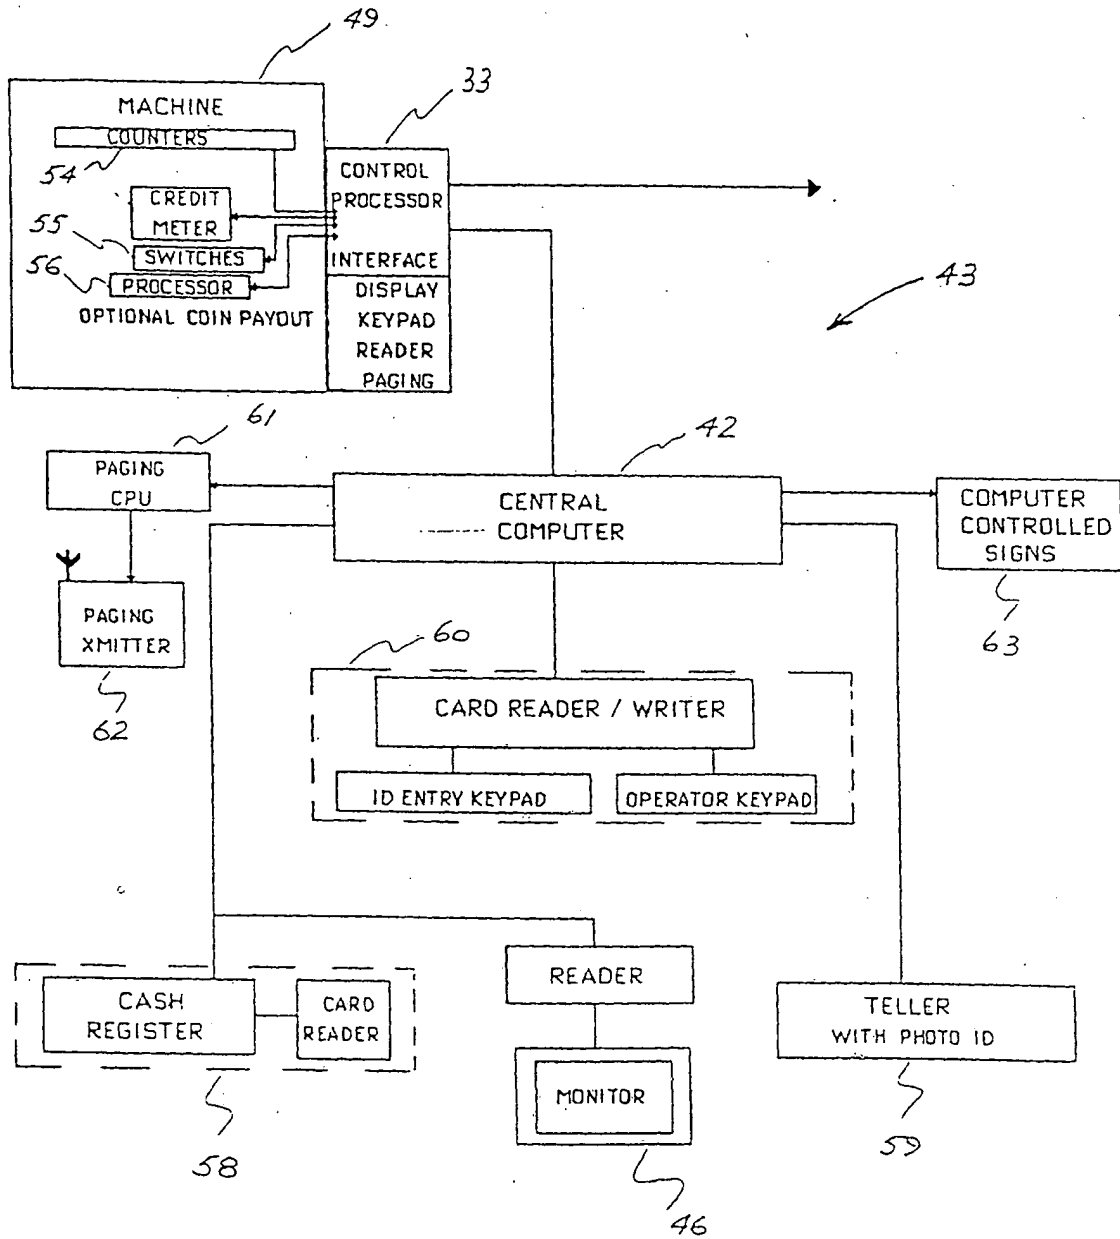 49
33
MACHINE
COUNTERS
54
CREDIT
METER
55
SWITCHES
56
PROCESSOR
OPTIONAL COIN PAYOUT
CONTROL
PROCESSOR
INTERFACE
DISPLAY
KEYPAD
READER
PAGING
43
61
42
PAGING
CPU
CENTRAL
COMPUTER
COMPUTER
CONTROLLED
SIGNS
63
PAGING
XMITTER
62
60
CARD READER / WRITER
ID ENTRY KEYPAD
OPERATOR KEYPAD
CASH
REGISTER
CARD
READER
58
READER
MONITOR
46
TELLER
WITH PHOTO ID
59